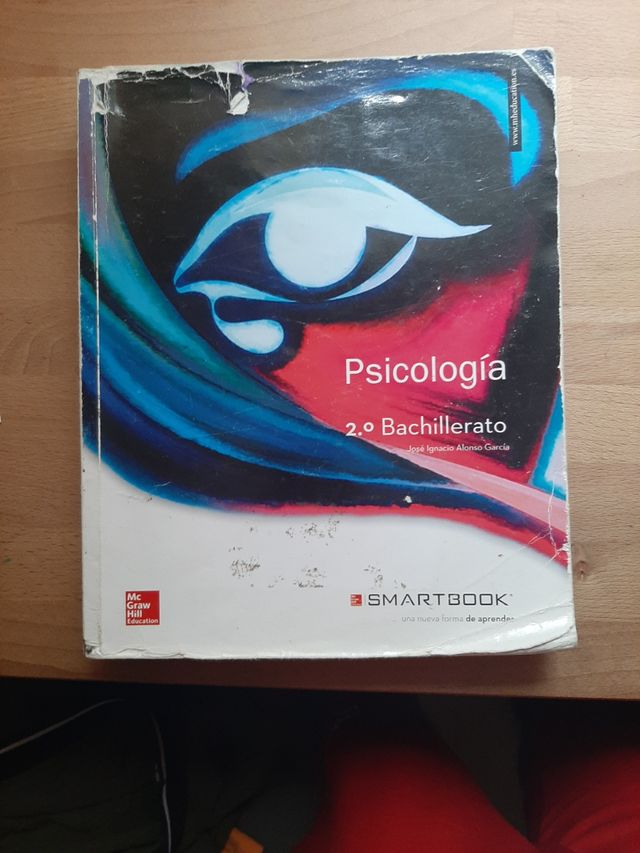 www.mheducation.es
Psicología
2.º Bachillerato
José Ignacio Alonso García
Mc
Graw
Hill
Education
SMARTBOOK®
una nueva forma de aprender